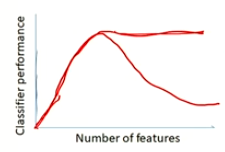 Classifier performance
Number of features